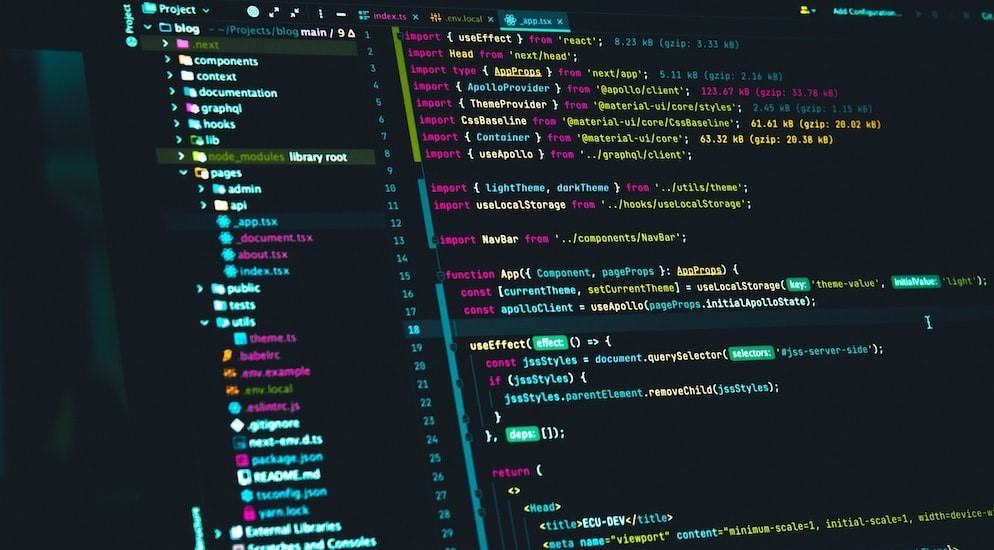 Project
index.ts
.env.local
_app.tsx
Add Configuration...
Git
Project
blog ~/Projects/blog main / 9 Δ
.next
components
context
documentation
graphql
hooks
lib
node_modules library root
pages
admin
api
_app.tsx
_document.tsx
about.tsx
index.tsx
public
tests
utils
theme.ts
.babelrc
.env.example
.env.local
.eslintrc.js
.gitignore
next-env.d.ts
package.json
README.md
tsconfig.json
yarn.lock
External Libraries
Scratches and Consoles
1 import { useEffect } from 'react'; 8.23 kB (gzip: 3.33 kB)
2 import Head from 'next/head';
3 import type { AppProps } from 'next/app'; 5.11 kB (gzip: 2.16 kB)
4 import { ApolloProvider } from '@apollo/client'; 123.67 kB (gzip: 33.78 kB)
5 import { ThemeProvider } from '@material-ui/core/styles'; 2.45 kB (gzip: 1.15 kB)
6 import CssBaseline from '@material-ui/core/CssBaseline'; 61.61 kB (gzip: 20.02 kB)
7 import { Container } from '@material-ui/core'; 63.32 kB (gzip: 20.38 kB)
8 import { useApollo } from '../graphql/client';
9
10 import { lightTheme, darkTheme } from '../utils/theme';
11 import useLocalStorage from '../hooks/useLocalStorage';
12
13 import NavBar from '../components/NavBar';
14
15 function App({ Component, pageProps }: AppProps) {
16 const [currentTheme, setCurrentTheme] = useLocalStorage( key: 'theme-value', initialValue: 'light');
17 const apolloClient = useApollo(pageProps.initialApolloState);
18
19 useEffect( effect: () => {
20 const jssStyles = document.querySelector( selectors: '#jss-server-side');
21 if (jssStyles) {
22 jssStyles.parentElement.removeChild(jssStyles);
23 }
24 }, deps: []);
25
26 return (
27 <>
28 <Head>
29 <title>ECU-DEV</title>
<meta name="viewport" content="minimum-scale=1, initial-scale=1, width=device-w